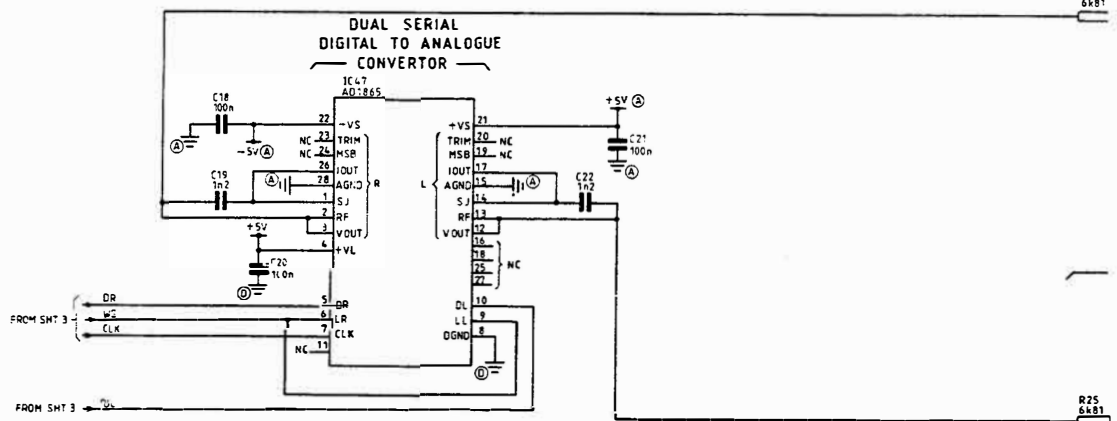 6k81
DUAL SERIAL
DIGITAL TO ANALOGUE
CONVERTOR
IC47
AD1865
C18
100n
A
-5V A
22 -VS
NC 23 TRIM
NC 24 MSB
26 IOUT
A 28 AGND
1 SJ
2 RF
3 VOUT
4 +VL
R
C19
1n2
+5V
C20
100n
D
+VS 21
TRIM 20 NC
MSB 19 NC
IOUT 17
AGND 15 A
SJ 14
RF 13
VOUT 12
L
16
18
25
27
NC
+5V A
C21
100n
A
C22
1n2
FROM SHT 3
DR 5 DR
WS 6 LR
CLK 7 CLK
NC 11
DL 10
LL 9
DGND 8
D
FROM SHT 3 DL
R25
6k81